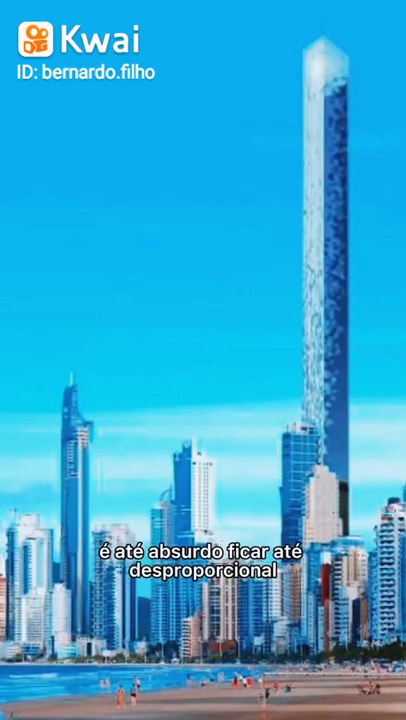 Kwai
ID: bernardo.filho
é até absurdo ficar até
desproporcional